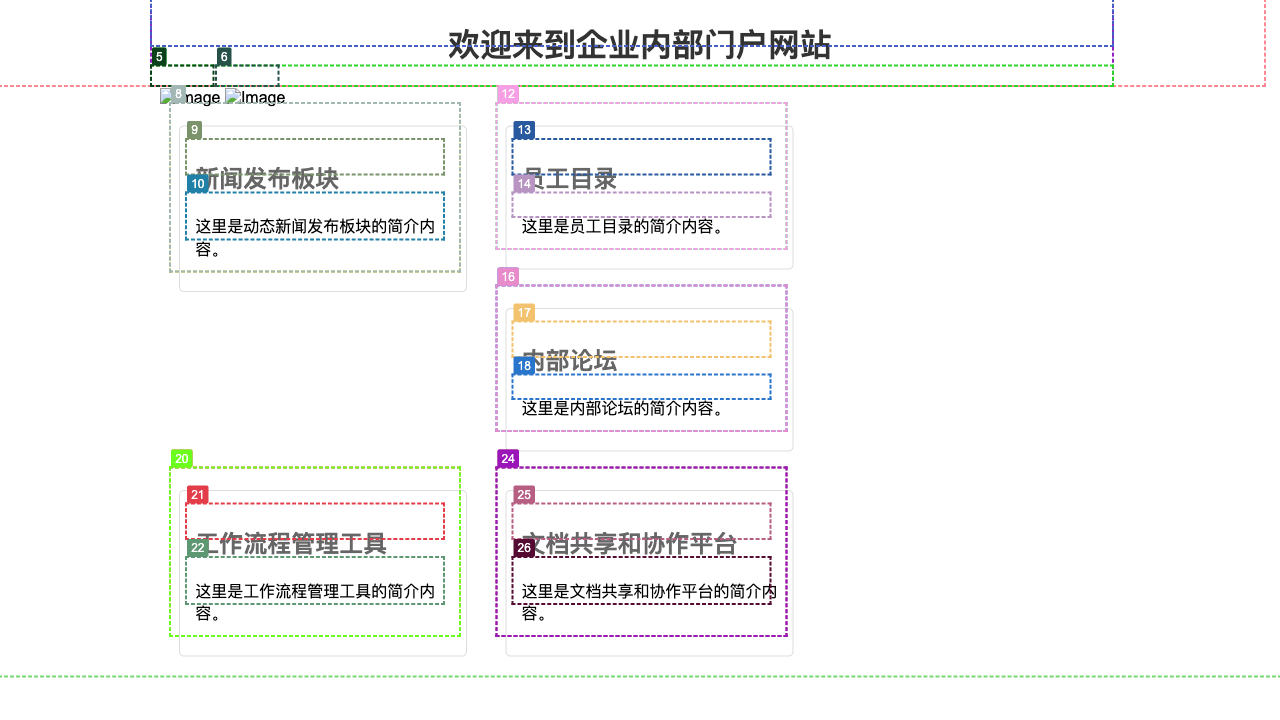 欢迎来到企业内部门户网站
5
6
Image Image
8
12
9
13
新闻发布板块
员工目录
10
14
这里是动态新闻发布板块的简介内
容。
这里是员工目录的简介内容。
16
17
内部论坛
18
这里是内部论坛的简介内容。
20
24
21
25
工作流程管理工具
文档共享和协作平台
22
26
这里是工作流程管理工具的简介内
容。
这里是文档共享和协作平台的简介内
容。